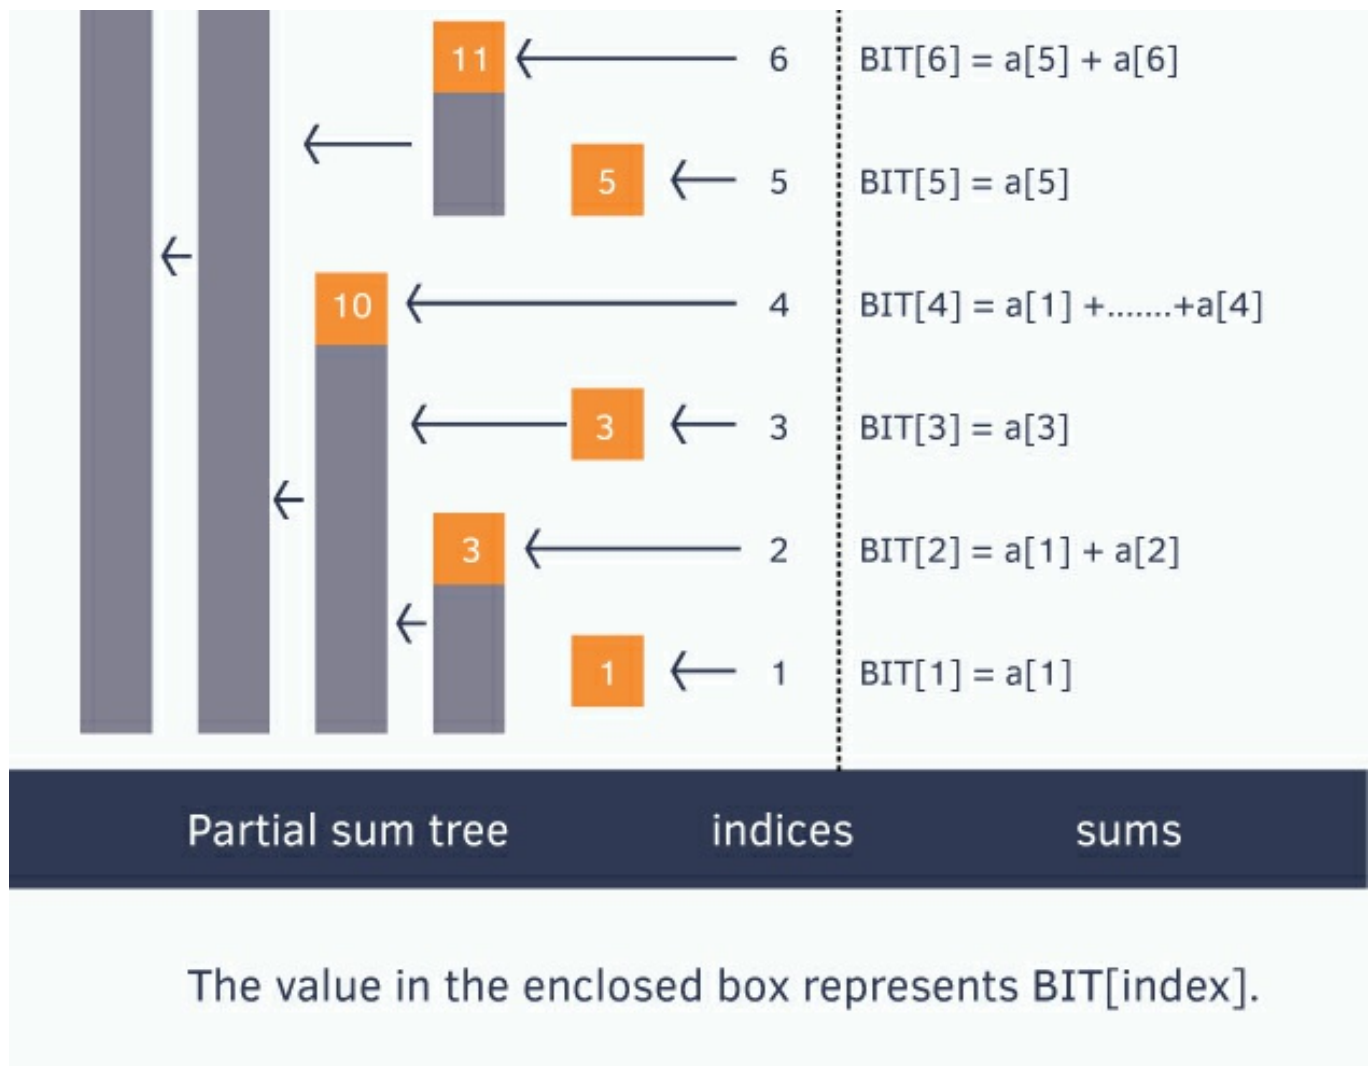 11 6 BIT[6] = a[5] + a[6]
5 5 BIT[5] = a[5]
10 4 BIT[4] = a[1] +.......+a[4]
3 3 BIT[3] = a[3]
3 2 BIT[2] = a[1] + a[2]
1 1 BIT[1] = a[1]
Partial sum tree indices sums
The value in the enclosed box represents BIT[index].